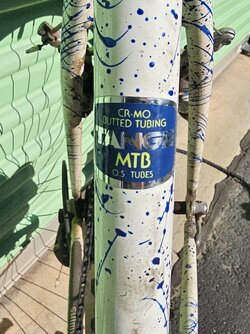 CR-MO
BUTTED TUBING
TANGE
MTB
O.S. TUBES